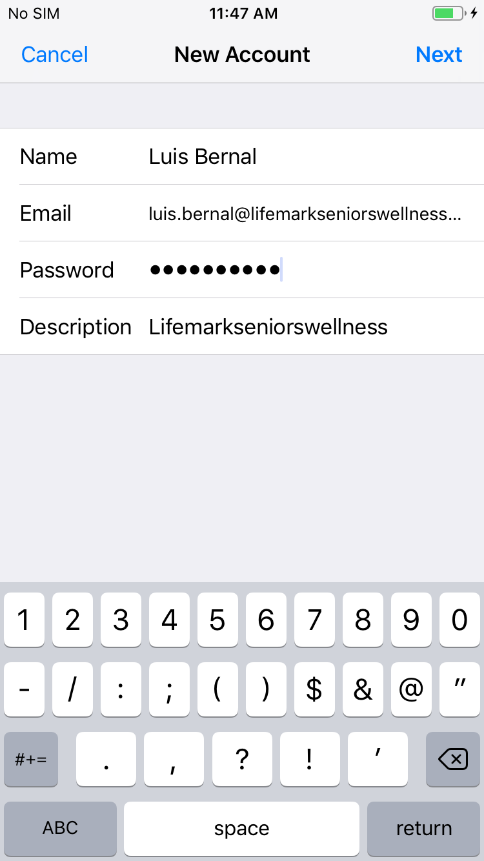 No SIM 11:47 AM
Cancel New Account Next
Name Luis Bernal
Email luis.bernal@lifemarkseniorswellness...
Password ●●●●●●●●●●
Description Lifemarkseniorswellness
1 2 3 4 5 6 7 8 9 0
- / : ; ( ) $ & @ "
#+= . , ? ! '
ABC space return